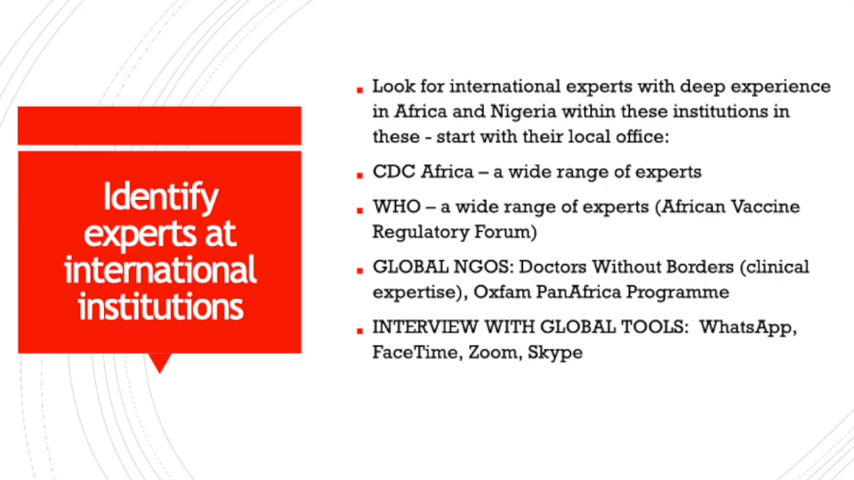 Identify
experts at
international
institutions
Look for international experts with deep experience
in Africa and Nigeria within these institutions in
these - start with their local office:
CDC Africa – a wide range of experts
WHO – a wide range of experts (African Vaccine
Regulatory Forum)
GLOBAL NGOS: Doctors Without Borders (clinical
expertise), Oxfam PanAfrica Programme
INTERVIEW WITH GLOBAL TOOLS: WhatsApp,
FaceTime, Zoom, Skype